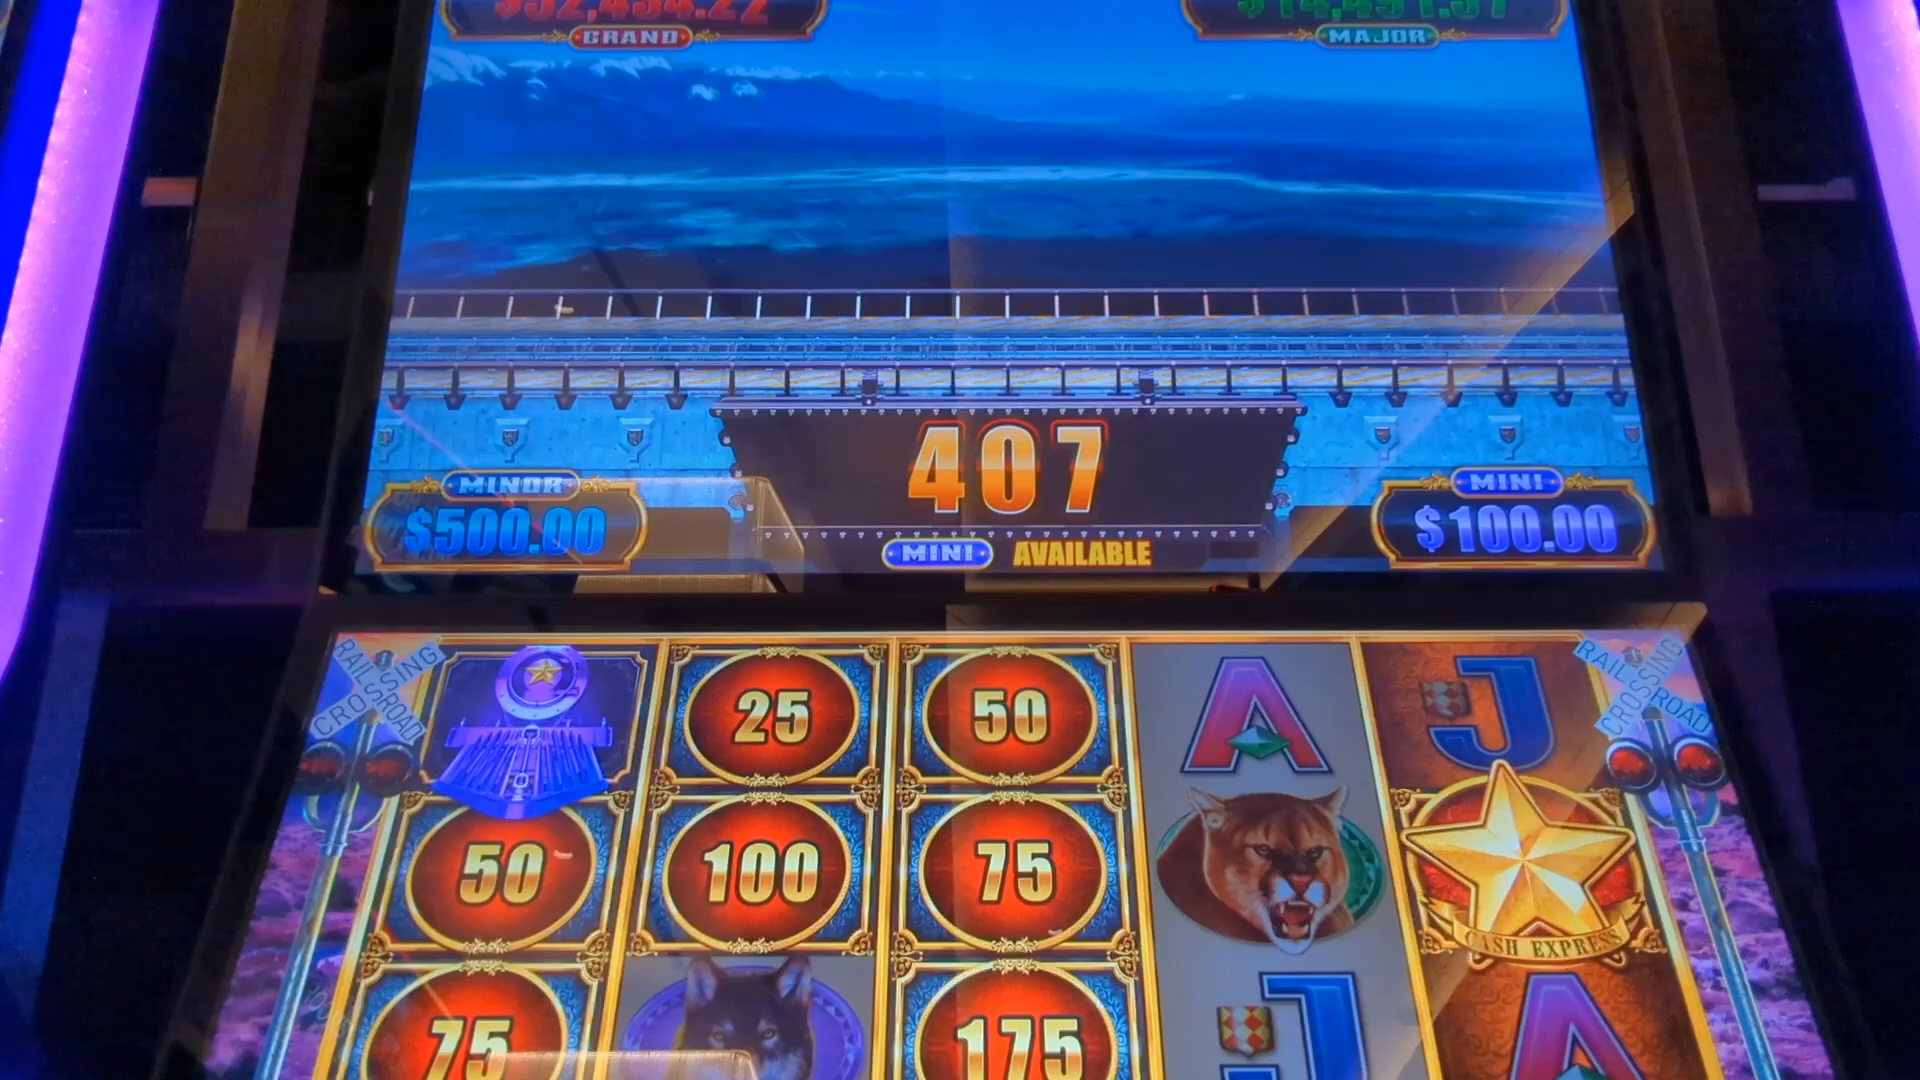 GRAND
MAJOR
407
MINOR
$500.00
MINI
$100.00
MINI AVAILABLE
RAILROAD
CROSSING
RAILROAD
CROSSING
25
50
A
J
50
100
75
CASH EXPRESS
75
175
J
A